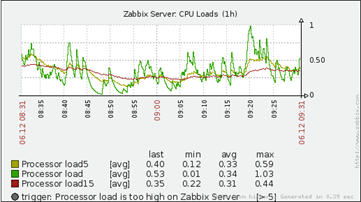 Zabbix Server: CPU Loads (1h)
1
0.50
0
06.12 08:31
08:35
08:40
08:45
08:50
08:55
09:00
09:05
09:10
09:15
09:20
09:25
09:30
06.12 09:31
last min avg max
Processor load5 [avg] 0.40 0.12 0.33 0.59
Processor load [avg] 0.53 0.01 0.34 1.03
Processor load15 [avg] 0.35 0.22 0.31 0.44
trigger: Processor load is too high on Zabbix Server [> 5]